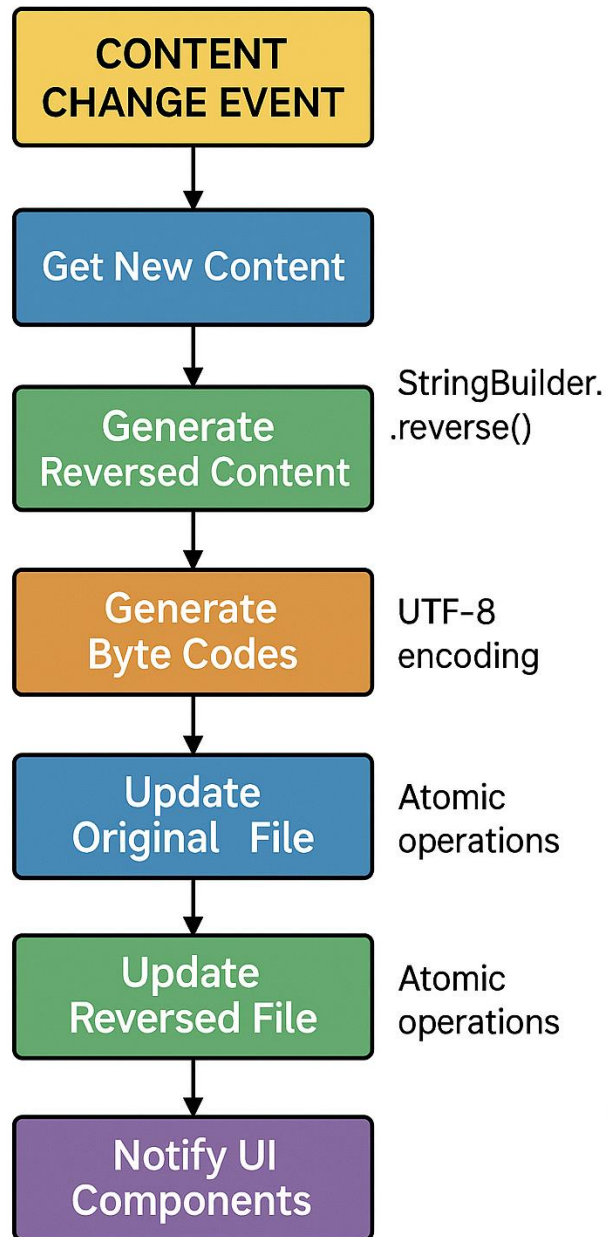 CONTENT
CHANGE EVENT
Get New Content
Generate
Reversed Content
StringBuilder.
.reverse()
Generate
Byte Codes
UTF-8
encoding
Update
Original File
Atomic
operations
Update
Reversed File
Atomic
operations
Notify UI
Components